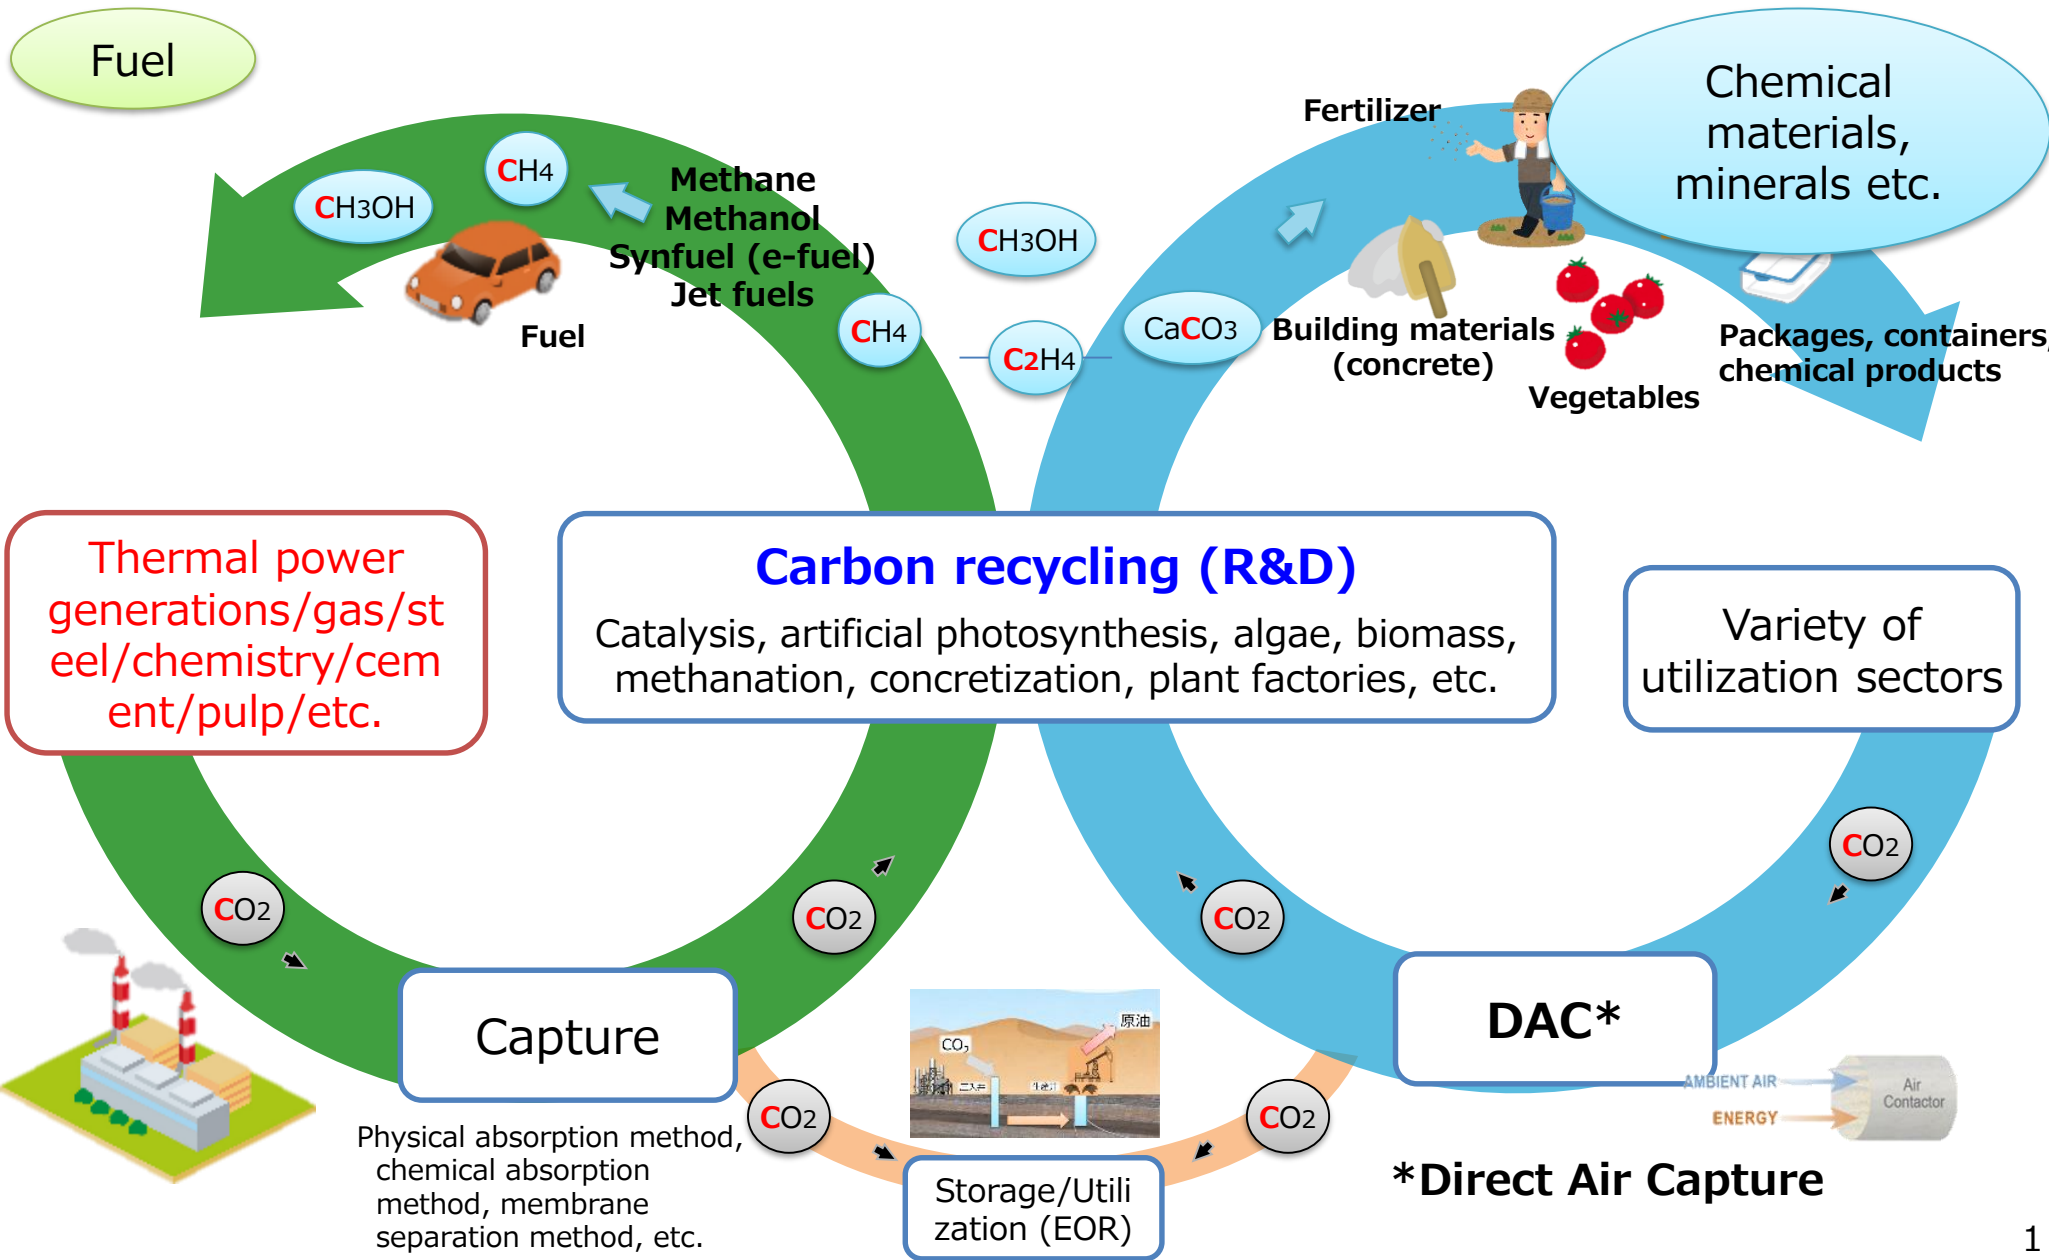 Fuel
Chemical
materials,
minerals etc.
Fertilizer
CH4
CH3OH
Methane
Methanol
Synfuel (e-fuel)
Jet fuels
Fuel
CH3OH
CH4
C2H4
CaCO3
Building materials
(concrete)
Vegetables
Packages, containers,
chemical products
Thermal power
generations/gas/st
eel/chemistry/cem
ent/pulp/etc.
Carbon recycling (R&D)
Catalysis, artificial photosynthesis, algae, biomass,
methanation, concretization, plant factories, etc.
Variety of
utilization sectors
CO2
CO2
CO2
CO2
Capture
DAC*
原油
CO2
AMBIENT AIR
ENERGY
Air
Contactor
CO2
CO2
Physical absorption method,
chemical absorption
method, membrane
separation method, etc.
Storage/Utili
zation (EOR)
*Direct Air Capture
1